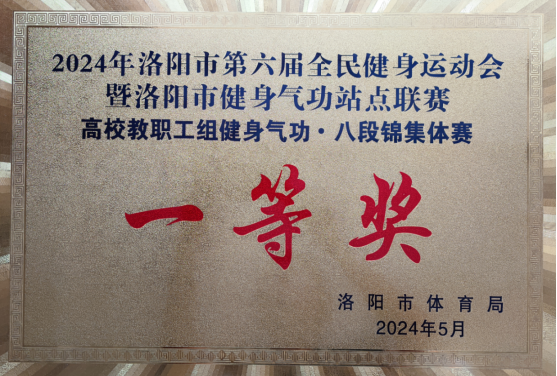 2024年洛阳市第六届全民健身运动会
暨洛阳市健身气功站点联赛
高校教职工组健身气功·八段锦集体赛
一等奖
洛阳市体育局
2024年5月